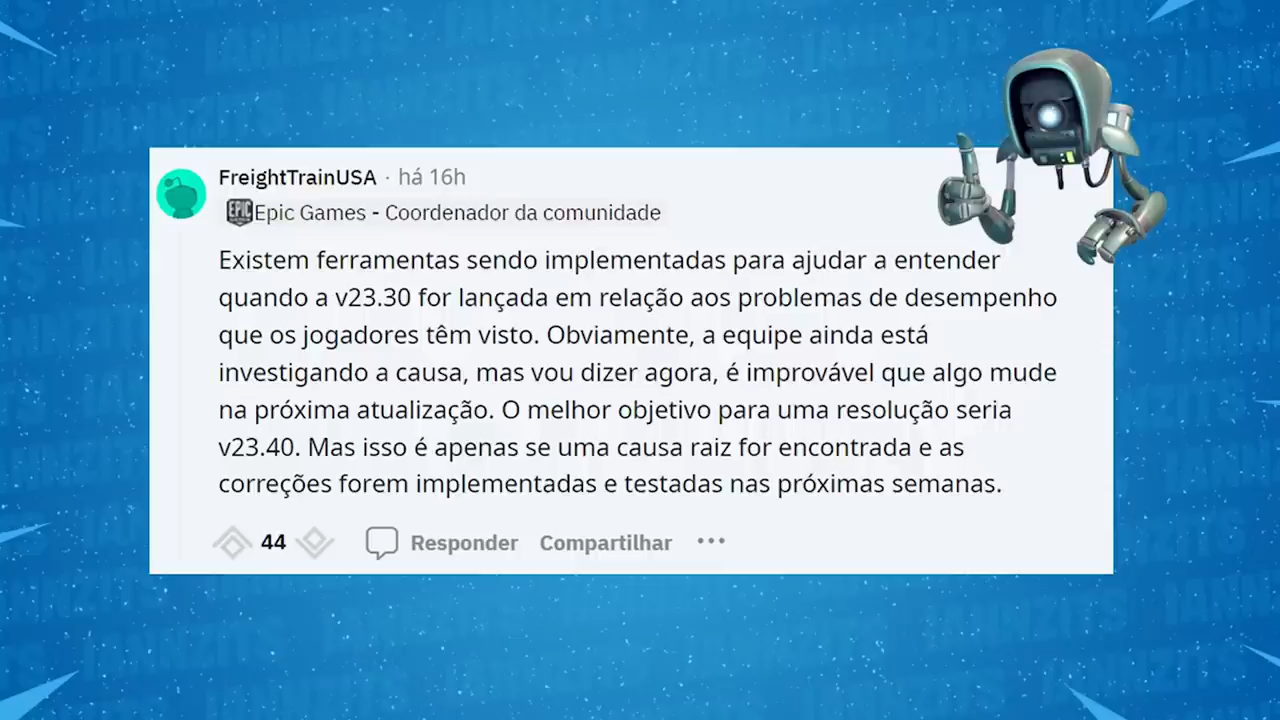 FreightTrainUSA · há 16h
EPIC Epic Games - Coordenador da comunidade
Existem ferramentas sendo implementadas para ajudar a entender
quando a v23.30 for lançada em relação aos problemas de desempenho
que os jogadores têm visto. Obviamente, a equipe ainda está
investigando a causa, mas vou dizer agora, é improvável que algo mude
na próxima atualização. O melhor objetivo para uma resolução seria
v23.40. Mas isso é apenas se uma causa raiz for encontrada e as
correções forem implementadas e testadas nas próximas semanas.
44 Responder Compartilhar •••